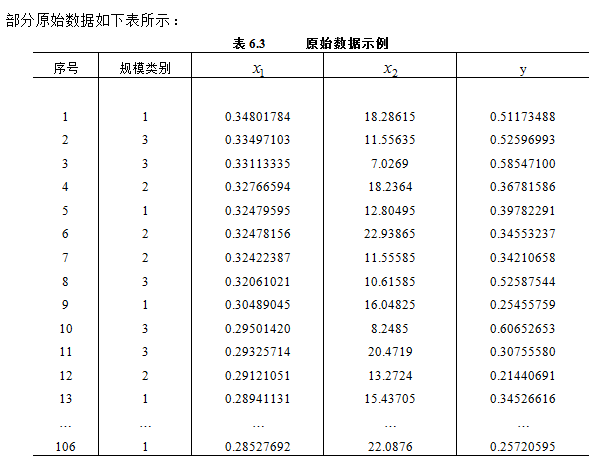 部分原始数据如下表所示：
表 6.3 原始数据示例
序号 规模类别 x1 x2 y
1 1 0.34801784 18.28615 0.51173488
2 3 0.33497103 11.55635 0.52596993
3 3 0.33113335 7.0269 0.58547100
4 2 0.32766594 18.2364 0.36781586
5 1 0.32479595 12.80495 0.39782291
6 2 0.32478156 22.93865 0.34553237
7 2 0.32422387 11.55585 0.34210658
8 3 0.32061021 10.61585 0.52587544
9 1 0.30489045 16.04825 0.25455759
10 3 0.29501420 8.2485 0.60652653
11 3 0.29325714 20.4719 0.30755580
12 2 0.29121051 13.2724 0.21440691
13 1 0.28941131 15.43705 0.34526616
… … … … …
106 1 0.28527692 22.0876 0.25720595